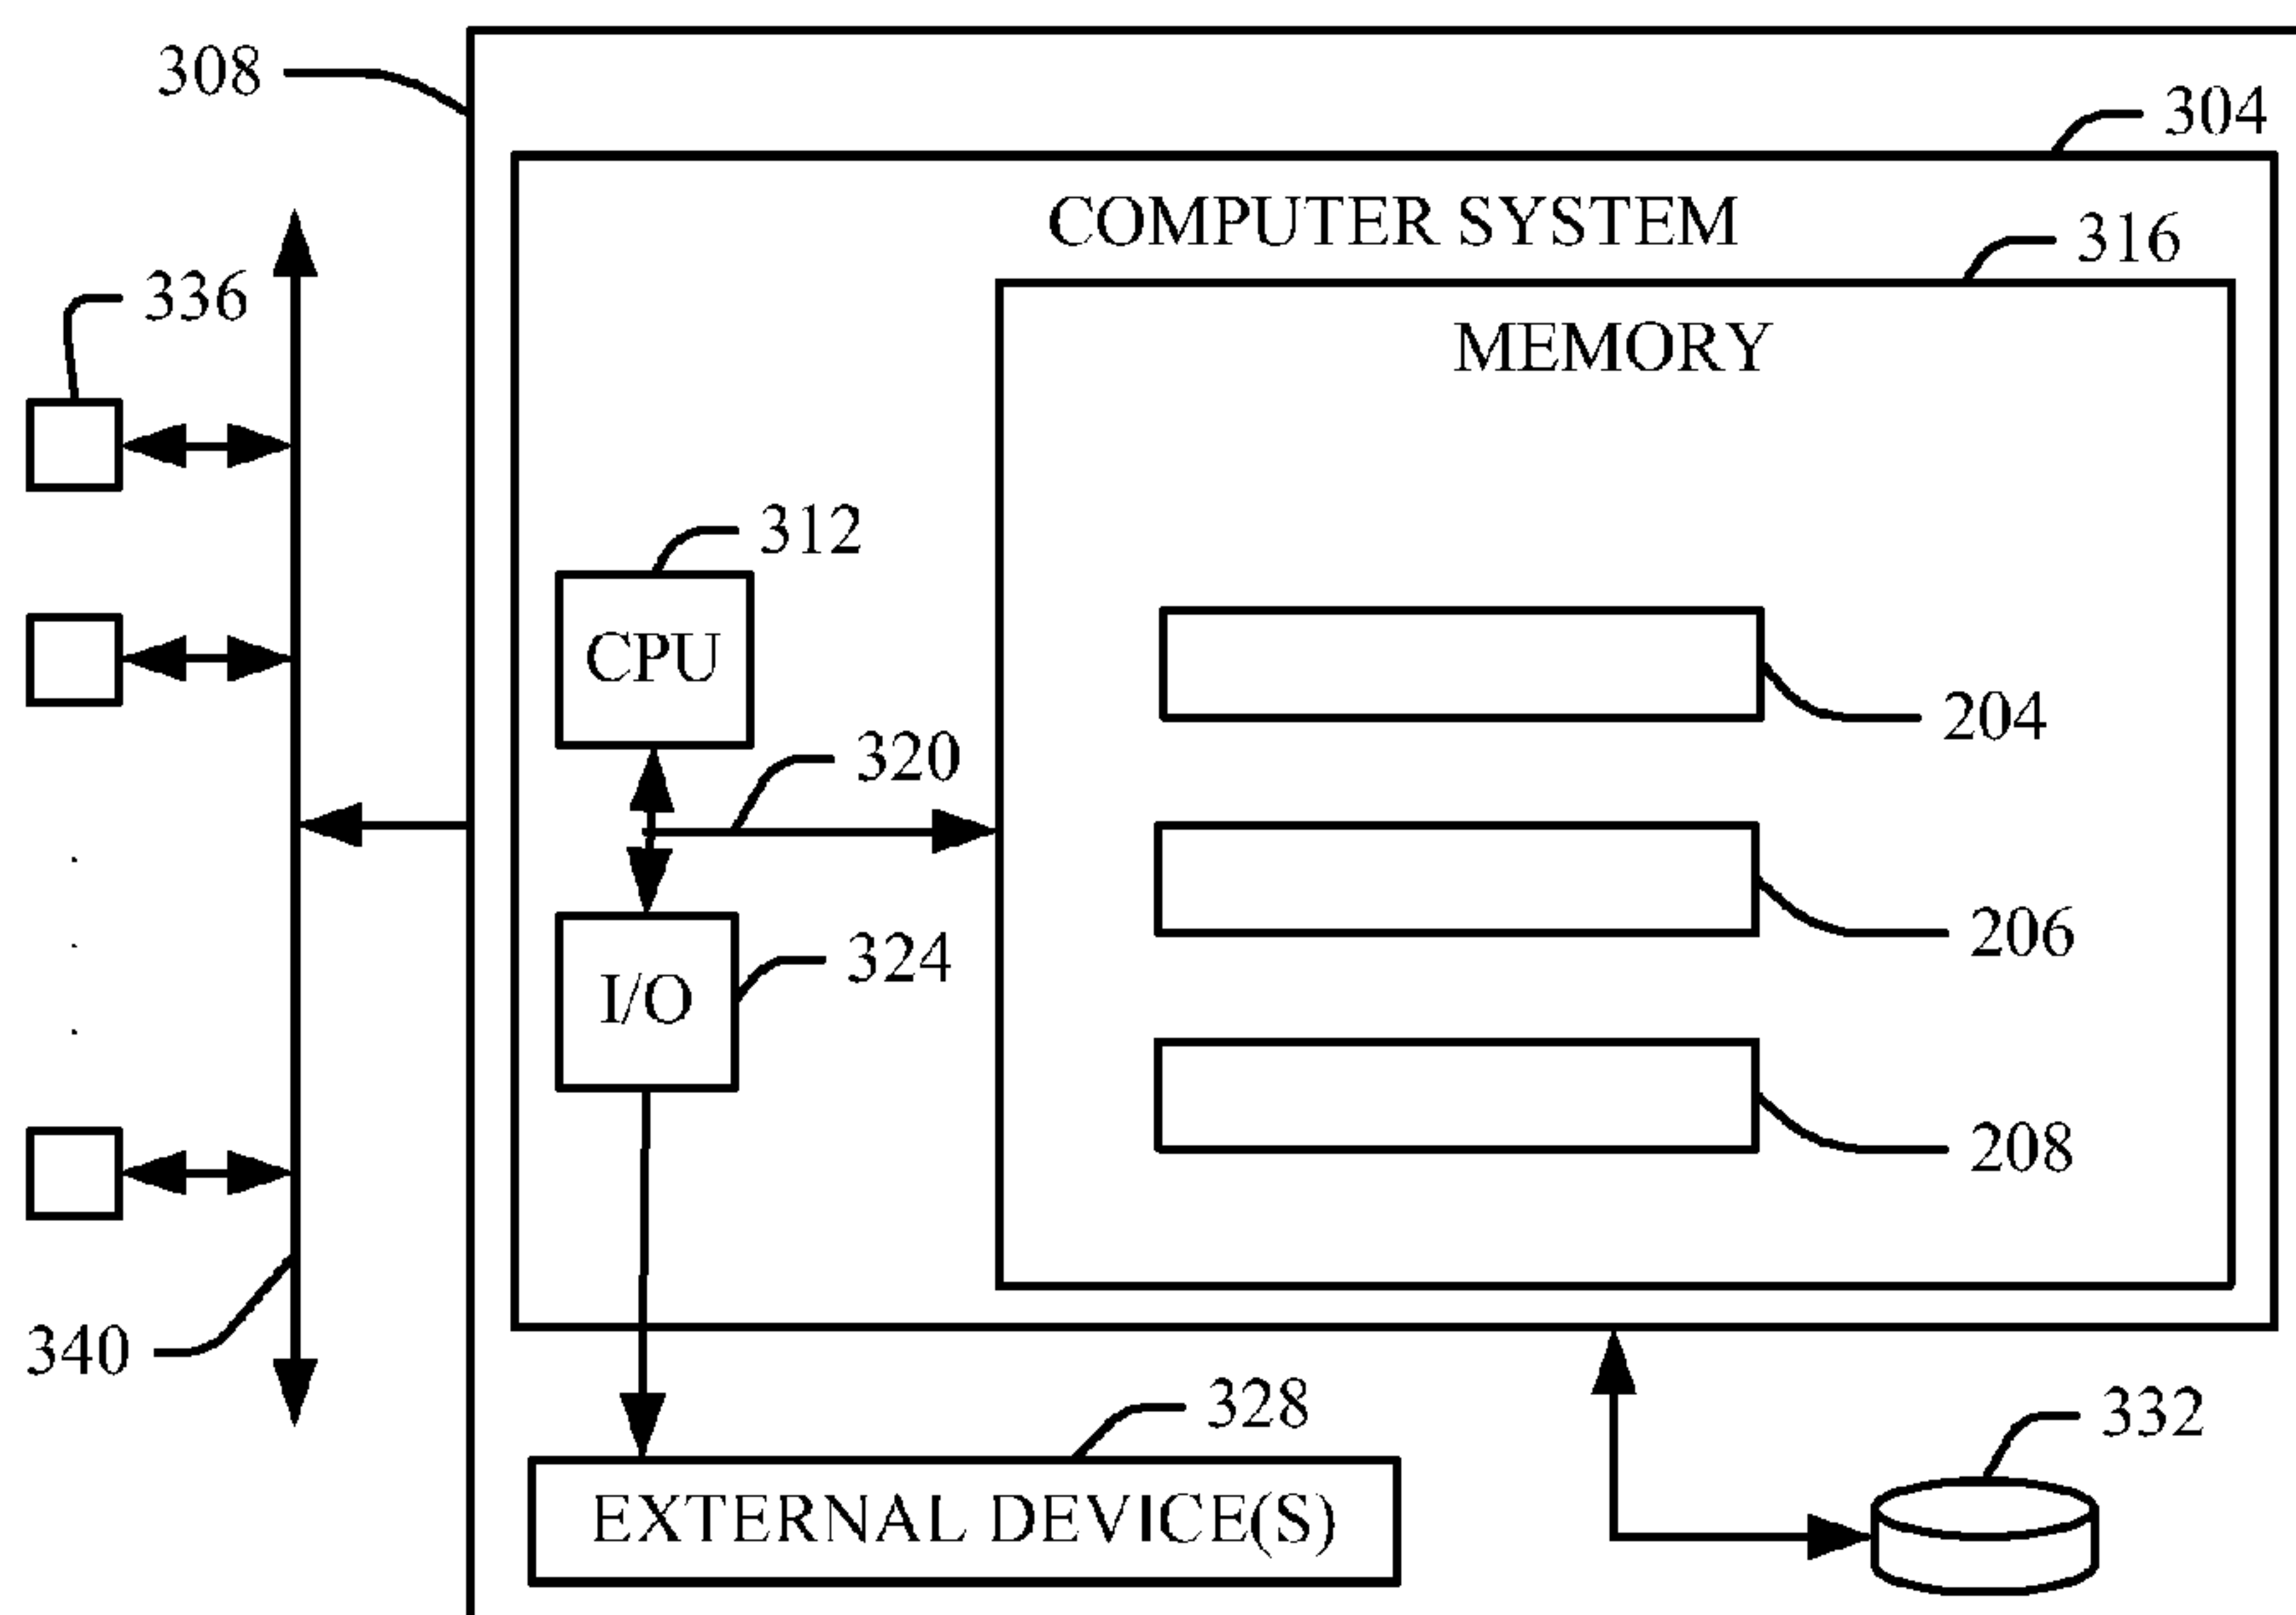 308
304
COMPUTER SYSTEM
316
336
MEMORY
312
CPU
204
320
206
324
I/O
208
340
328
332
EXTERNAL DEVICE(S)